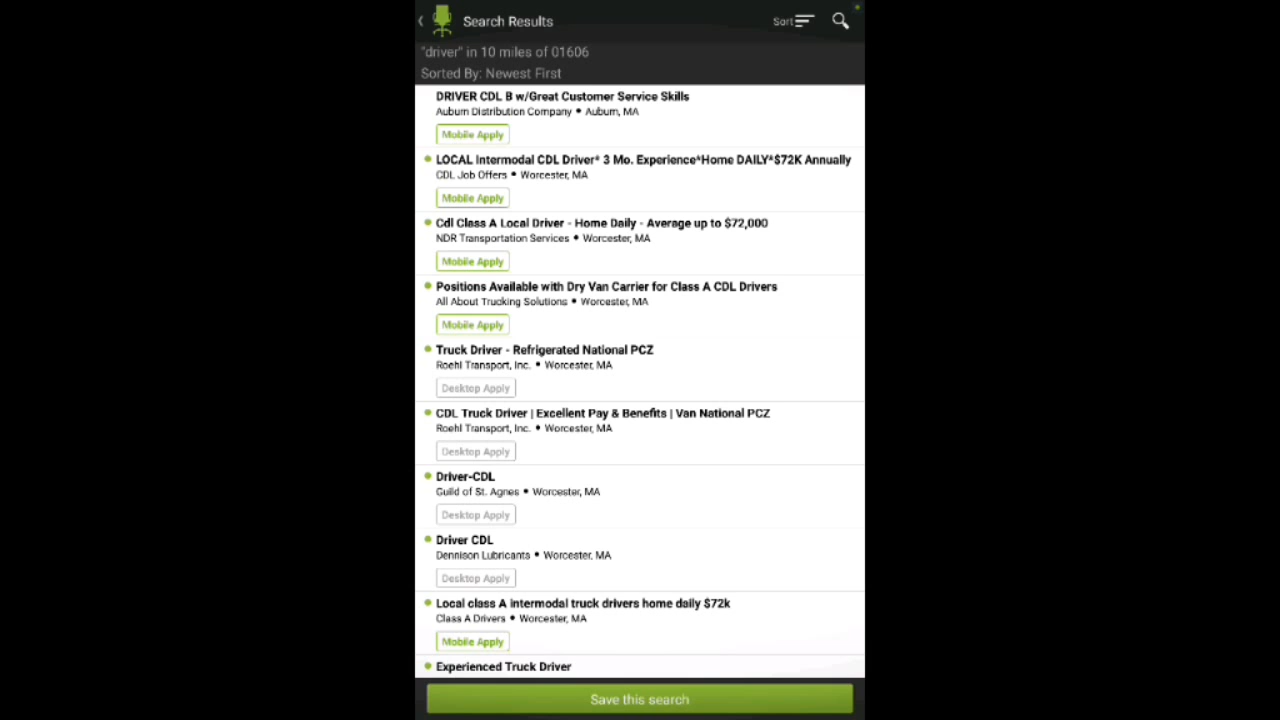 Search Results
Sort
"driver" in 10 miles of 01606
Sorted By: Newest First
DRIVER CDL B w/Great Customer Service Skills
Auburn Distribution Company • Auburn, MA
Mobile Apply
LOCAL Intermodal CDL Driver* 3 Mo. Experience*Home DAILY*$72K Annually
CDL Job Offers • Worcester, MA
Mobile Apply
Cdl Class A Local Driver - Home Daily - Average up to $72,000
NDR Transportation Services • Worcester, MA
Mobile Apply
Positions Available with Dry Van Carrier for Class A CDL Drivers
All About Trucking Solutions • Worcester, MA
Mobile Apply
Truck Driver - Refrigerated National PCZ
Roehl Transport, Inc. • Worcester, MA
Desktop Apply
CDL Truck Driver | Excellent Pay & Benefits | Van National PCZ
Roehl Transport, Inc. • Worcester, MA
Desktop Apply
Driver-CDL
Guild of St. Agnes • Worcester, MA
Desktop Apply
Driver CDL
Dennison Lubricants • Worcester, MA
Desktop Apply
Local class A intermodal truck drivers home daily $72k
Class A Drivers • Worcester, MA
Mobile Apply
Experienced Truck Driver
Save this search